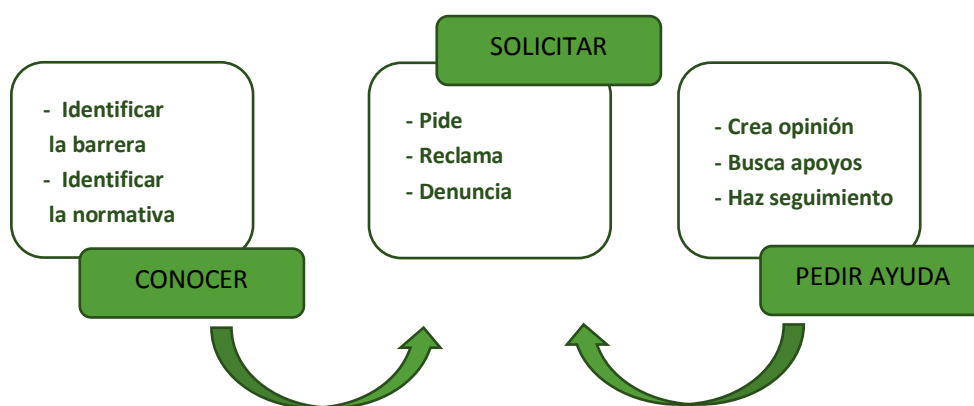 - Identificar
la barrera
- Identificar
la normativa
CONOCER
SOLICITAR
- Pide
- Reclama
- Denuncia
- Crea opinión
- Busca apoyos
- Haz seguimiento
PEDIR AYUDA